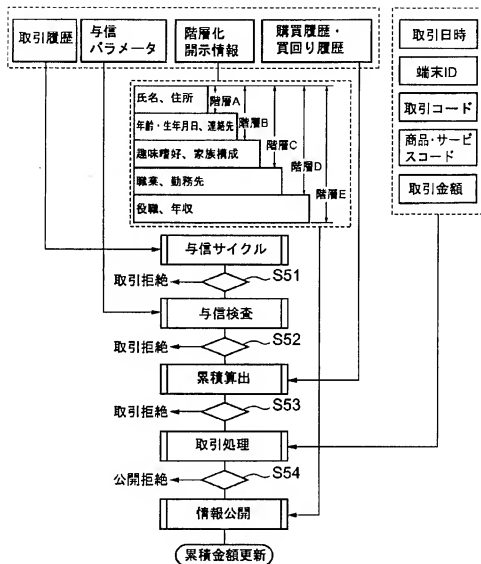 取引履歴
与信
パラメータ
階層化
開示情報
購買履歴・
買回り履歴
取引日時
端末ID
取引コード
商品・サービ
スコード
取引金額
氏名、住所
階層A
年齢・生年月日、連絡先
階層B
趣味嗜好、家族構成
階層C
職業、勤務先
階層D
役職、年収
階層E
与信サイクル
取引拒絶
S51
与信検査
取引拒絶
S52
累積算出
取引拒絶
S53
取引処理
公開拒絶
S54
情報公開
累積金額更新